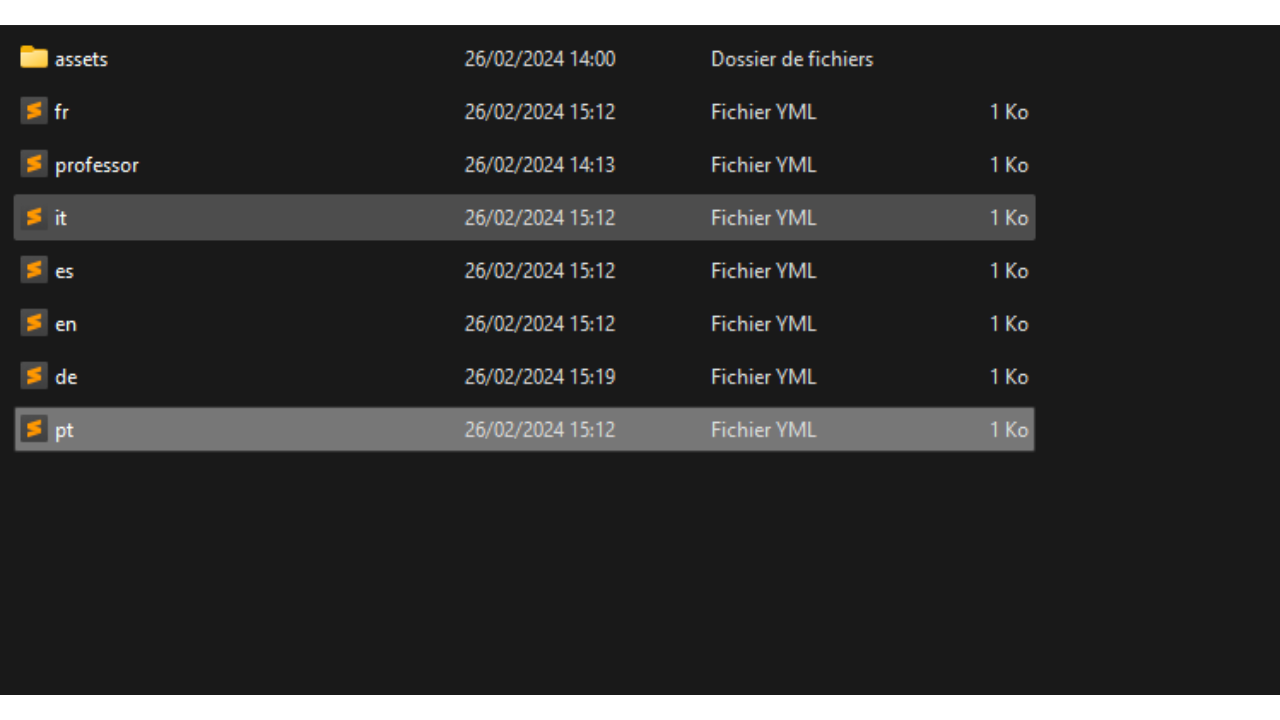 assets 26/02/2024 14:00 Dossier de fichiers
fr 26/02/2024 15:12 Fichier YML 1 Ko
professor 26/02/2024 14:13 Fichier YML 1 Ko
it 26/02/2024 15:12 Fichier YML 1 Ko
es 26/02/2024 15:12 Fichier YML 1 Ko
en 26/02/2024 15:12 Fichier YML 1 Ko
de 26/02/2024 15:19 Fichier YML 1 Ko
pt 26/02/2024 15:12 Fichier YML 1 Ko